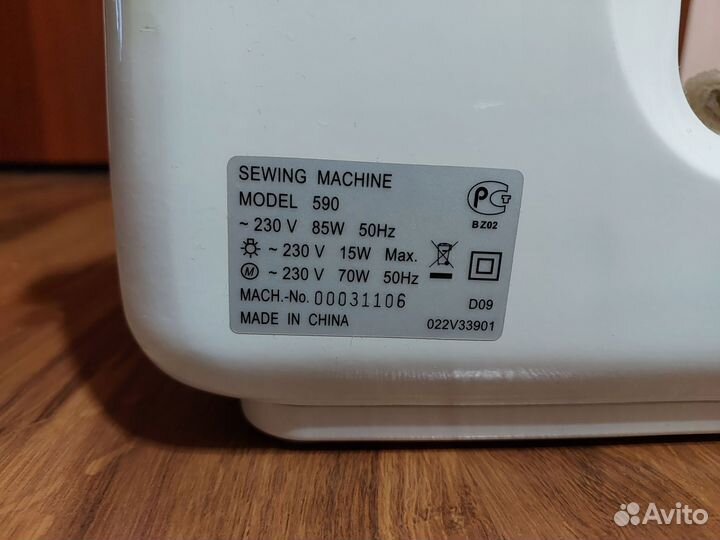 SEWING MACHINE
MODEL 590
~ 230 V 85W 50Hz
~ 230 V 15W Max.
M ~ 230 V 70W 50Hz
MACH.-No. 00031106
MADE IN CHINA
PCT
BZ02
D09
022V33901
Avito